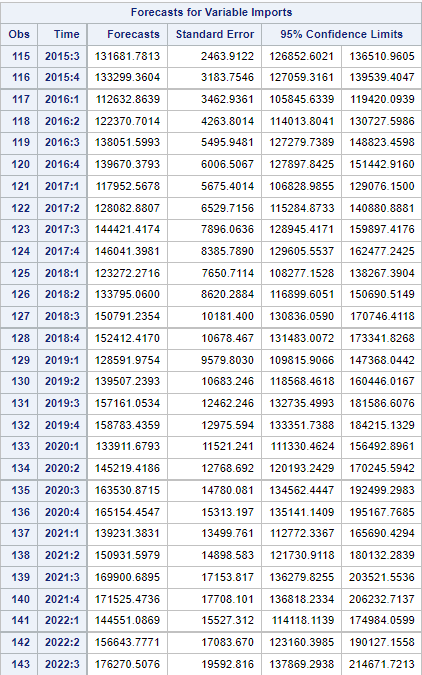 Forecasts for Variable Imports
Obs Forecasts Standard Error 95% Confidence Limits
115 2015:3 131681.7813 2463.9122 126852.6021 136510.9605
116 2015:4 133299.3604 3183.7546 127059.3161 139539.4047
117 2016:1 112632.8639 3462.9361 105845.6339 119420.0939
118 2016:2 122370.7014 4263.8014 114013.8041 130727.5986
119 2016:3 138051.5993 5495.9481 127279.7389 148823.4598
120 2016:4 139670.3793 6006.5067 127897.8425 151442.9160
121 2017:1 117952.5678 5675.4014 106828.9855 129076.1500
122 2017:2 128082.8807 6529.7156 115284.8733 140880.8881
123 2017:3 144421.4174 7896.0636 128945.4171 159897.4176
124 2017:4 146041.3981 8385.7890 129605.5537 162477.2425
125 2018:1 123272.2716 7650.7114 108277.1528 138267.3904
126 2018:2 133795.0600 8620.2884 116899.6051 150690.5149
127 2018:3 150791.2354 10181.400 130836.0590 170746.4118
128 2018:4 152412.4170 10678.467 131483.0072 173341.8268
129 2019:1 128591.9754 9579.8030 109815.9066 147368.0442
130 2019:2 139507.2393 10683.246 118568.4618 160446.0167
131 2019:3 157161.0534 12462.246 132735.4993 181586.6076
132 2019:4 158783.4359 12975.594 133351.7388 184215.1329
133 2020:1 133911.6793 11521.241 111330.4624 156492.8961
134 2020:2 145219.4186 12768.692 120193.2429 170245.5942
135 2020:3 163530.8715 14780.081 134562.4447 192499.2983
136 2020:4 165154.4547 15313.197 135141.1409 195167.7685
137 2021:1 139231.3831 13499.761 112772.3367 165690.4294
138 2021:2 150931.5979 14898.583 121730.9118 180132.2839
139 2021:3 169900.6895 17153.817 136279.8255 203521.5536
140 2021:4 171525.4736 17708.101 136818.2334 206232.7137
141 2022:1 144551.0869 15527.312 114118.1139 174984.0599
142 2022:2 156643.7771 17083.670 123160.3985 190127.1558
143 2022:3 176270.5076 19592.816 137869.2938 214671.7213